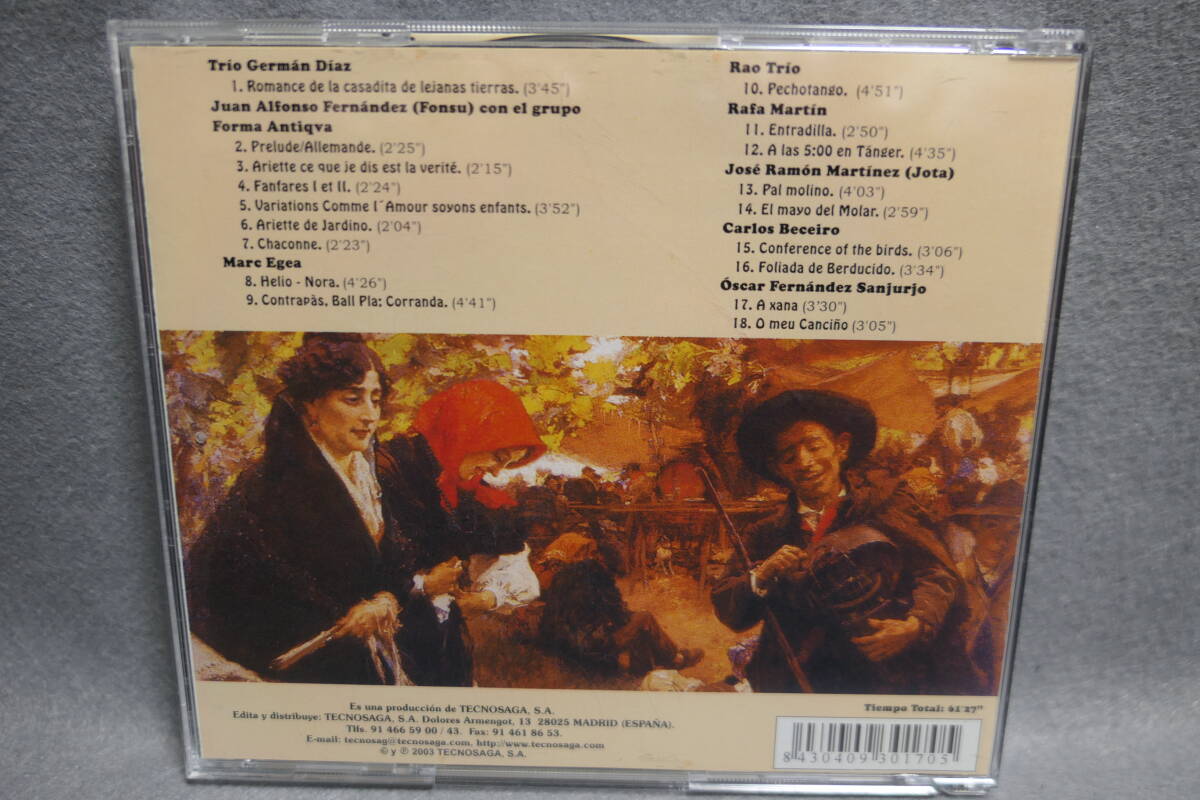 Trío Germán Díaz
1. Romance de la casadita de lejanas tierras. (3'45")
Juan Alfonso Fernández (Fonsu) con el grupo
Forma Antiqva
2. Prelude/Allemande. (2'25")
3. Ariette ce que je dis est la verité. (2'15")
4. Fanfares I et II. (2'24")
5. Variations Comme l´Amour soyons enfants. (3'52")
6. Ariette de Jardino. (2'04")
7. Chaconne. (2'23")
Marc Egea
8. Helio - Nora. (4'26")
9. Contrapàs, Ball Pla; Corranda. (4'41")
Rao Trío
10. Pechotango. (4'51")
Rafa Martín
11. Entradilla. (2'50")
12. A las 5:00 en Tánger. (4'35")
José Ramón Martínez (Jota)
13. Pal molino. (4'03")
14. El mayo del Molar. (2'59")
Carlos Beceiro
15. Conference of the birds. (3'06")
16. Foliada de Berducido. (3'34")
Óscar Fernández Sanjurjo
17. A xana (3'30")
18. O meu Canciño (3'05")
Es una producción de TECNOSAGA, S.A.
Edita y distribuye: TECNOSAGA, S.A. Dolores Armengot, 13 28025 MADRID (ESPAÑA).
Tlfs. 91 466 59 00 / 43. Fax: 91 461 86 53.
E-mail: tecnosag@tecnosaga.com, http://www.tecnosaga.com
© y ℗ 2003 TECNOSAGA, S.A.
Tiempo Total: 61'27"
8 430409 301705